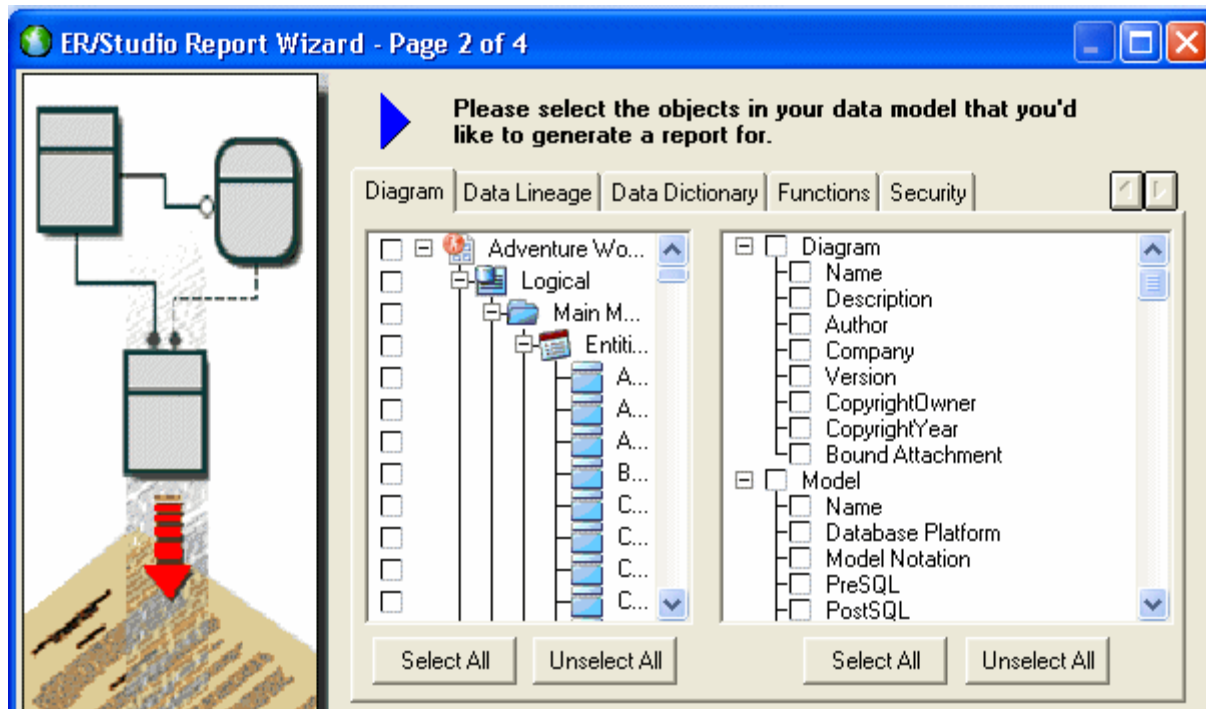 ER/Studio Report Wizard - Page 2 of 4
Please select the objects in your data model that you'd
like to generate a report for.
Diagram
Data Lineage
Data Dictionary
Functions
Security
Adventure Wo...
Logical
Main M...
Entiti...
A...
A...
A...
B...
C...
C...
C...
C...
Select All
Unselect All
Diagram
Name
Description
Author
Company
Version
CopyrightOwner
CopyrightYear
Bound Attachment
Model
Name
Database Platform
Model Notation
PreSQL
PostSQL
Select All
Unselect All